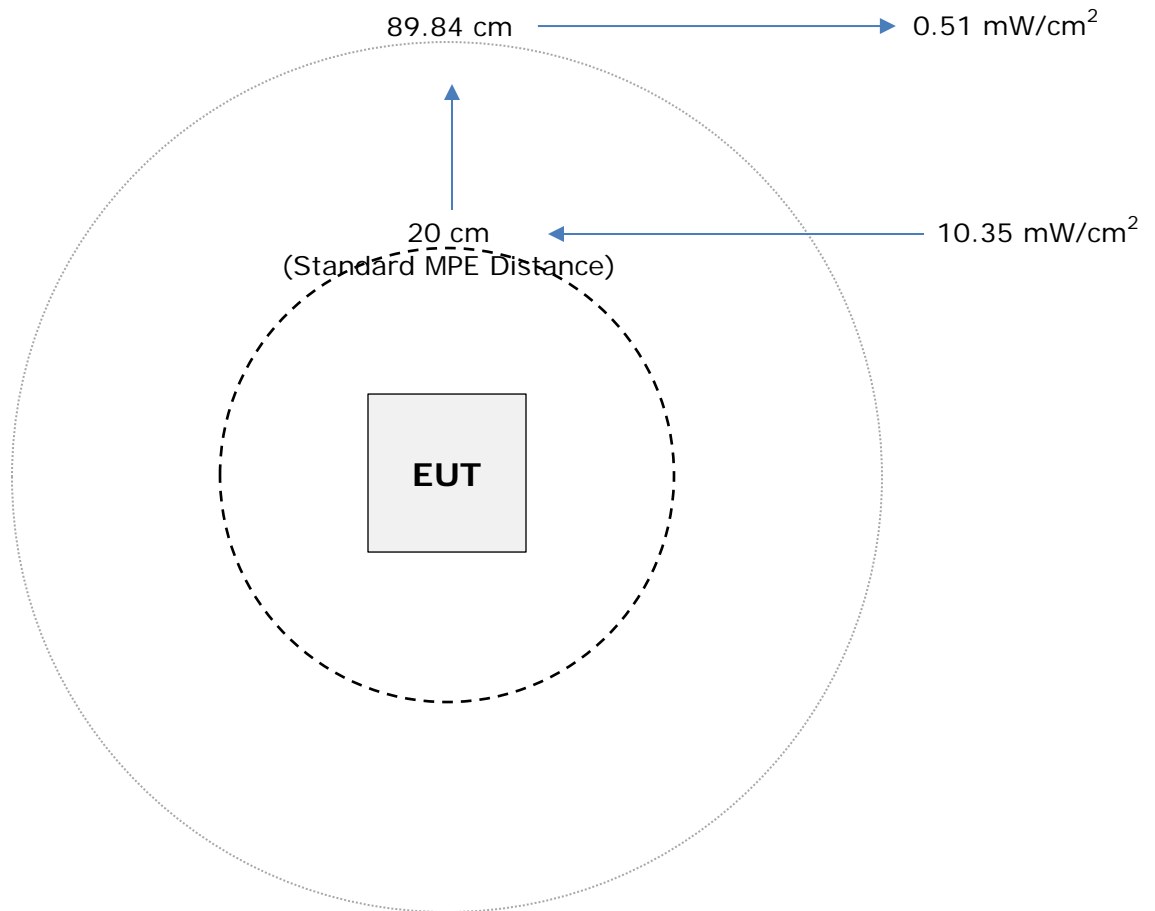 89.84 cm
0.51 mW/cm²
20 cm
10.35 mW/cm²
(Standard MPE Distance)
EUT